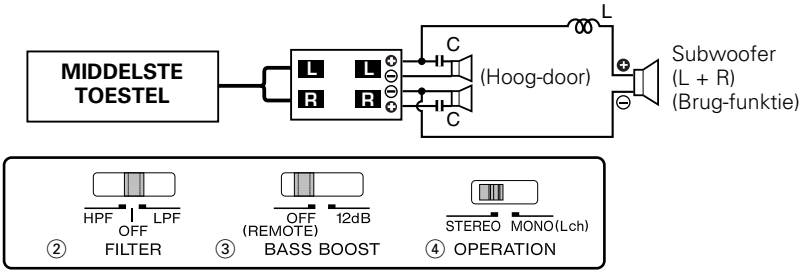 L
MIDDELSTE
TOESTEL
L
R
L
R
⊕
⊖
⊖
⊕
C
(Hoog-door)
C
⊕
⊖
Subwoofer
(L + R)
(Brug-funktie)
HPF
OFF
LPF
② FILTER
OFF
(REMOTE)
12dB
③ BASS BOOST
STEREO
MONO(Lch)
④ OPERATION